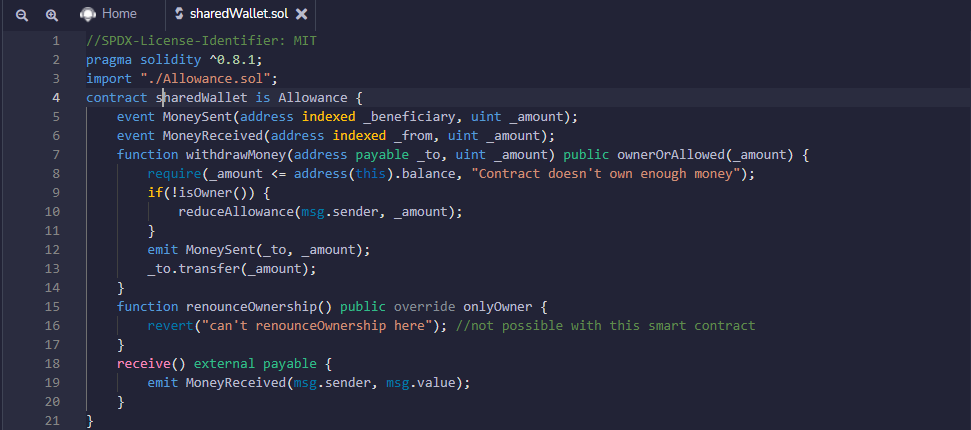 Home sharedWallet.sol
1 //SPDX-License-Identifier: MIT
2 pragma solidity ^0.8.1;
3 import "./Allowance.sol";
4 contract sharedWallet is Allowance {
5 event MoneySent(address indexed _beneficiary, uint _amount);
6 event MoneyReceived(address indexed _from, uint _amount);
7 function withdrawMoney(address payable _to, uint _amount) public ownerOrAllowed(_amount) {
8 require(_amount <= address(this).balance, "Contract doesn't own enough money");
9 if(!isOwner()) {
10 reduceAllowance(msg.sender, _amount);
11 }
12 emit MoneySent(_to, _amount);
13 _to.transfer(_amount);
14 }
15 function renounceOwnership() public override onlyOwner {
16 revert("can't renounceOwnership here"); //not possible with this smart contract
17 }
18 receive() external payable {
19 emit MoneyReceived(msg.sender, msg.value);
20 }
21 }